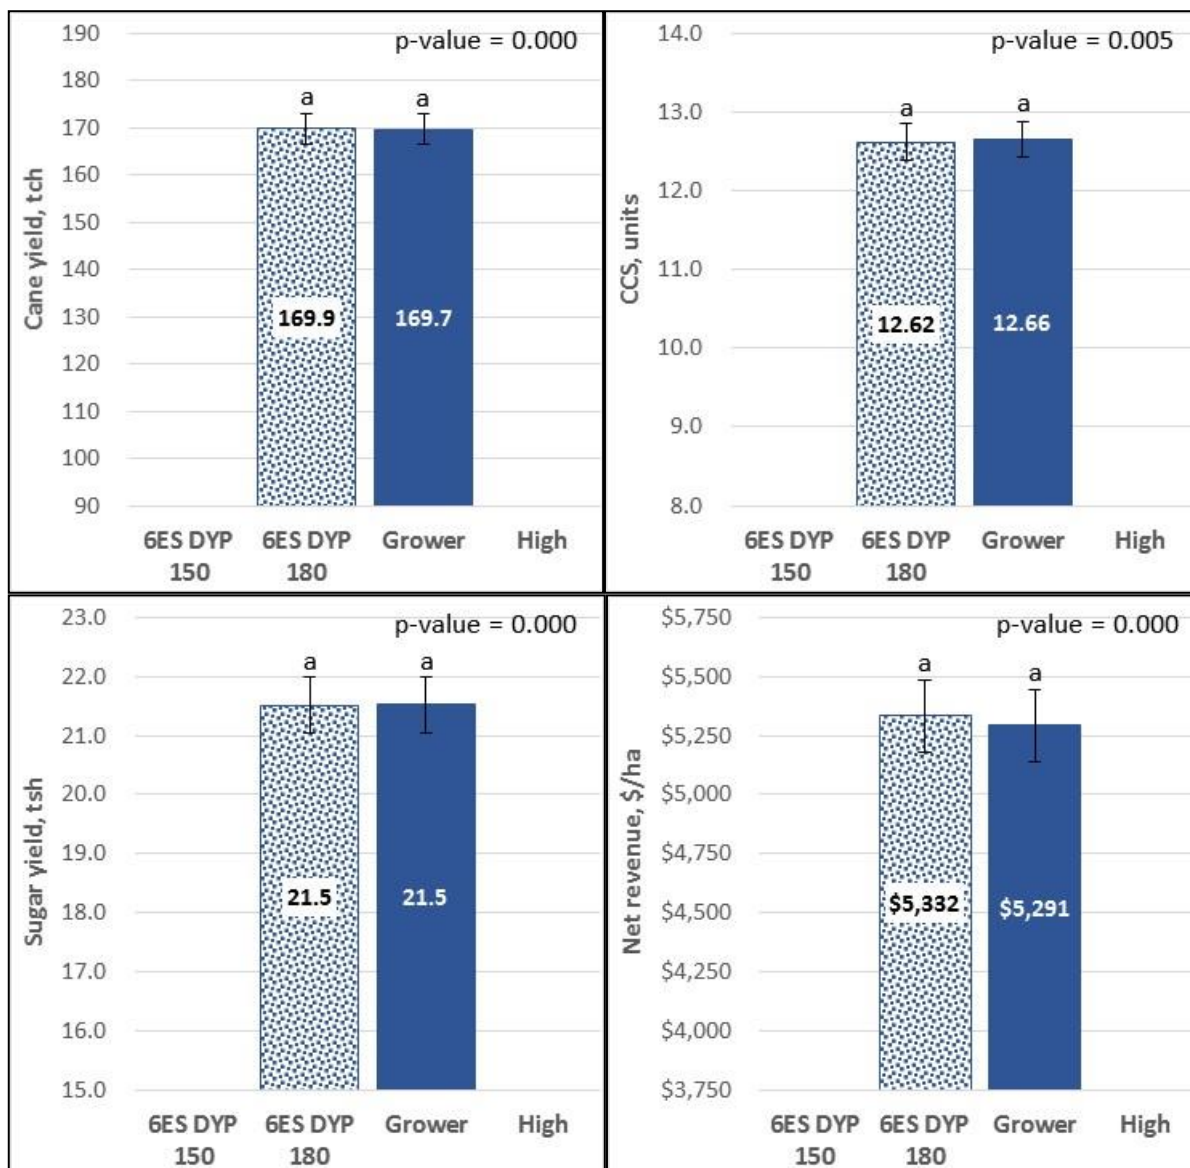 p-value = 0.000
190
180
170
160
150
140
130
120
110
100
90
Cane yield, tch
a
a
169.9
169.7
6ES DYP
150
6ES DYP
180
Grower
High
p-value = 0.005
14.0
13.0
12.0
11.0
10.0
9.0
8.0
CCS, units
a
a
12.62
12.66
6ES DYP
150
6ES DYP
180
Grower
High
p-value = 0.000
23.0
22.0
21.0
20.0
19.0
18.0
17.0
16.0
15.0
Sugar yield, tsh
a
a
21.5
21.5
6ES DYP
150
6ES DYP
180
Grower
High
p-value = 0.000
$5,750
$5,500
$5,250
$5,000
$4,750
$4,500
$4,250
$4,000
$3,750
Net revenue, $/ha
a
a
$5,332
$5,291
6ES DYP
150
6ES DYP
180
Grower
High